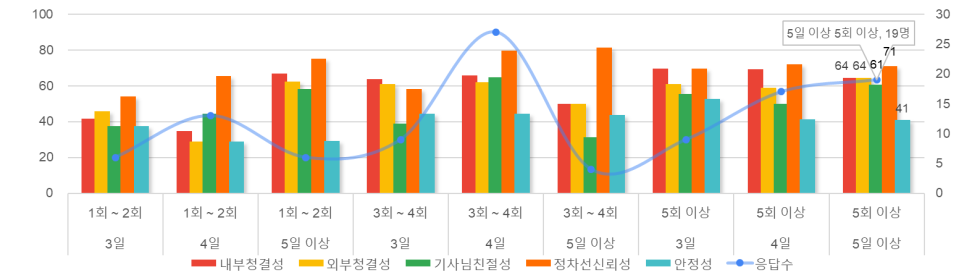 100
80
60
40
20
0
30
25
20
15
10
5
0
5일 이상 5회 이상, 19명
64 64 61 71 41
1회 ~ 2회 1회 ~ 2회 1회 ~ 2회 3회 ~ 4회 3회 ~ 4회 3회 ~ 4회 5회 이상 5회 이상 5회 이상
3일 4일 5일 이상 3일 4일 5일 이상 3일 4일 5일 이상
내부청결성 외부청결성 기사님친절성 정차선신뢰성 안정성 응답수